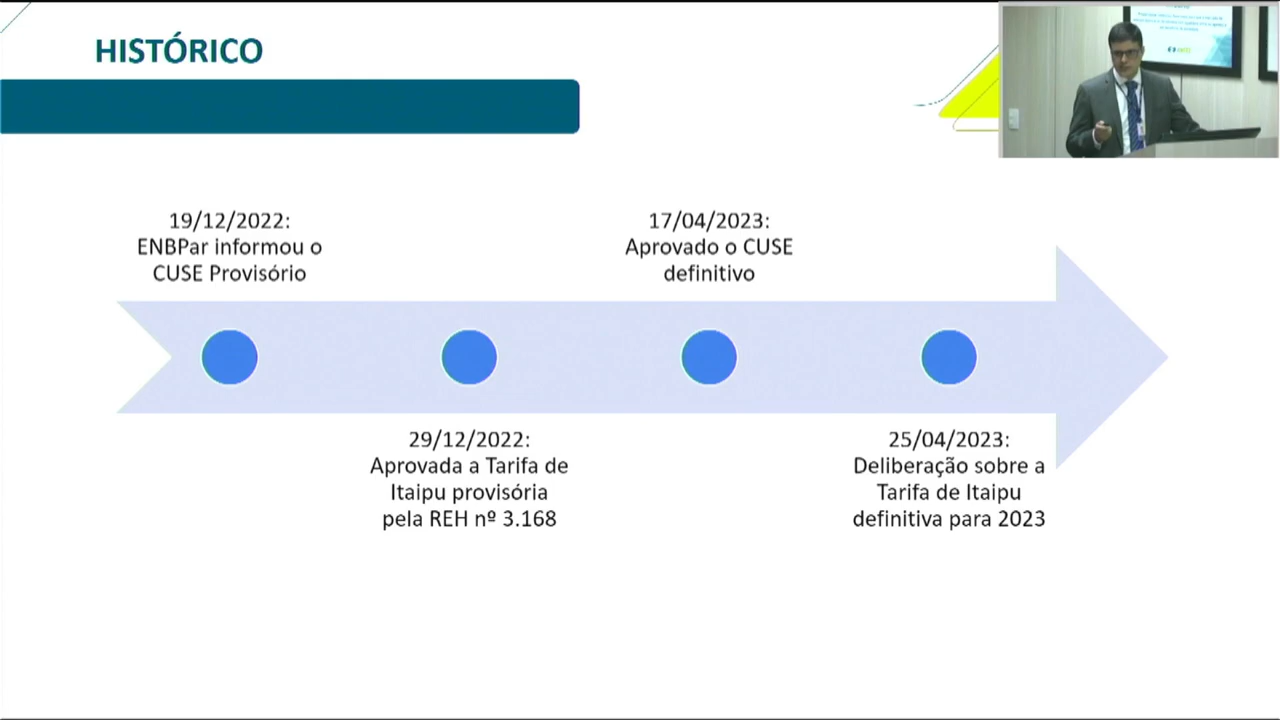 HISTÓRICO
19/12/2022:
ENBPar informou o
CUSE Provisório
29/12/2022:
Aprovada a Tarifa de
Itaipu provisória
pela REH nº 3.168
17/04/2023:
Aprovado o CUSE
definitivo
25/04/2023:
Deliberação sobre a
Tarifa de Itaipu
definitiva para 2023